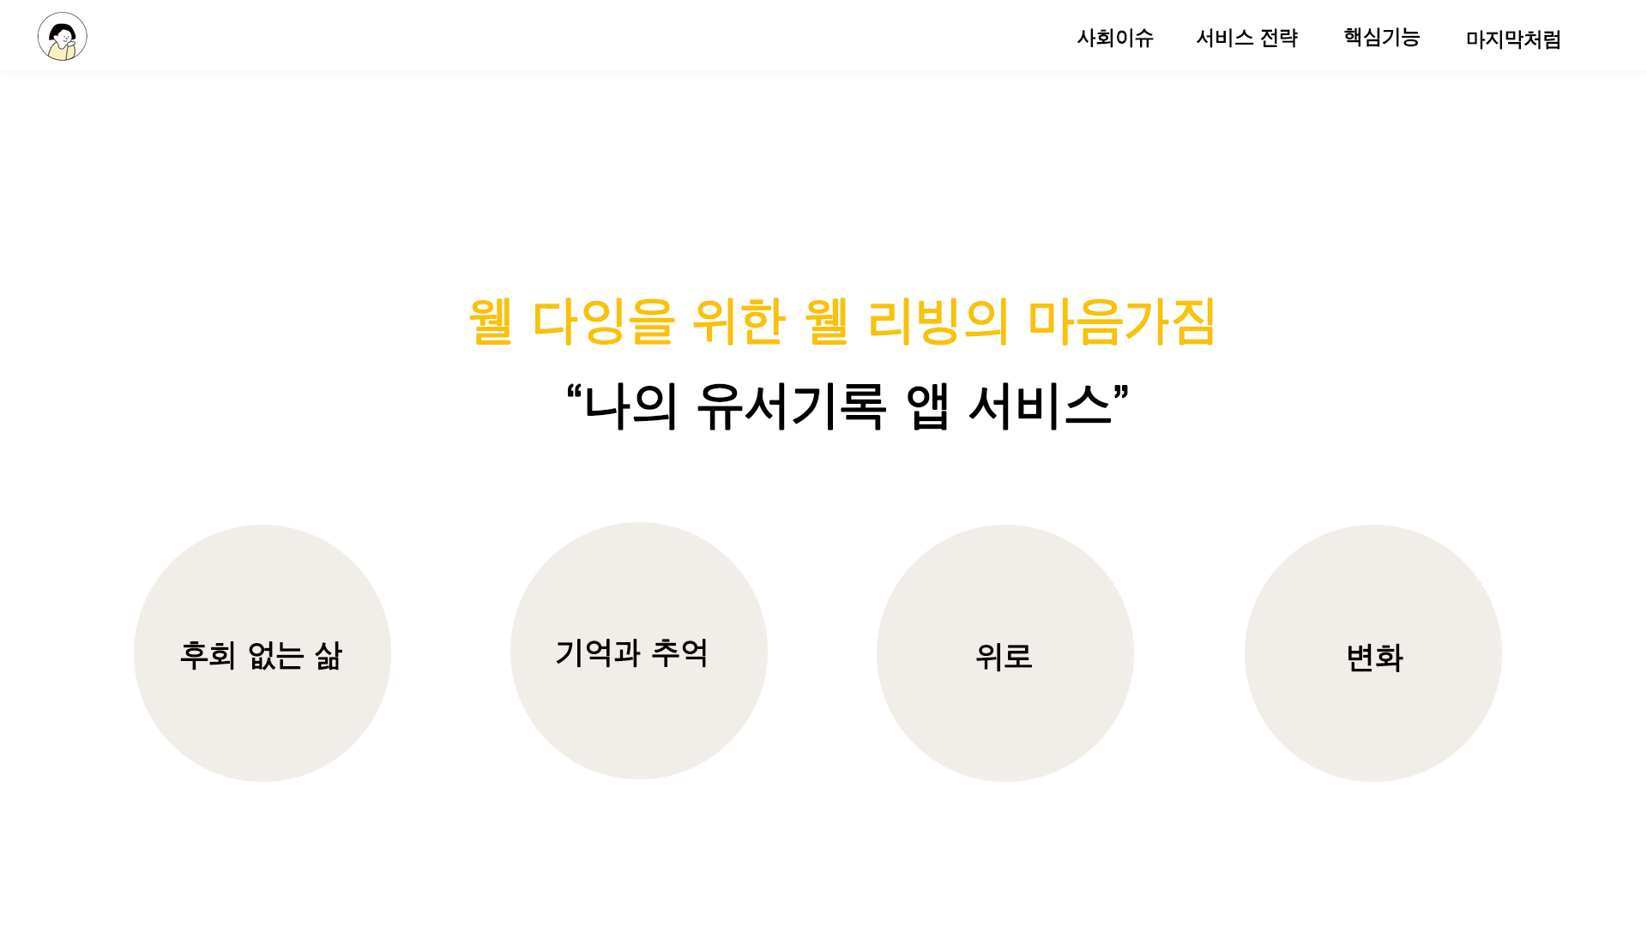 사회이슈 서비스 전략 핵심기능 마지막처럼
웰 다잉을 위한 웰 리빙의 마음가짐
“나의 유서기록 앱 서비스”
후회 없는 삶 기억과 추억 위로 변화